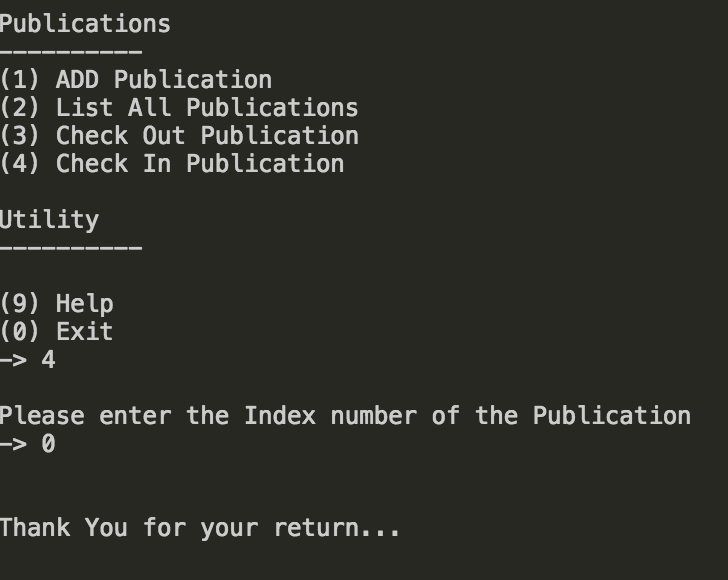 Publications
----------
(1) ADD Publication
(2) List All Publications
(3) Check Out Publication
(4) Check In Publication
Utility
----------
(9) Help
(0) Exit
-> 4
Please enter the Index number of the Publication
-> 0
Thank You for your return...